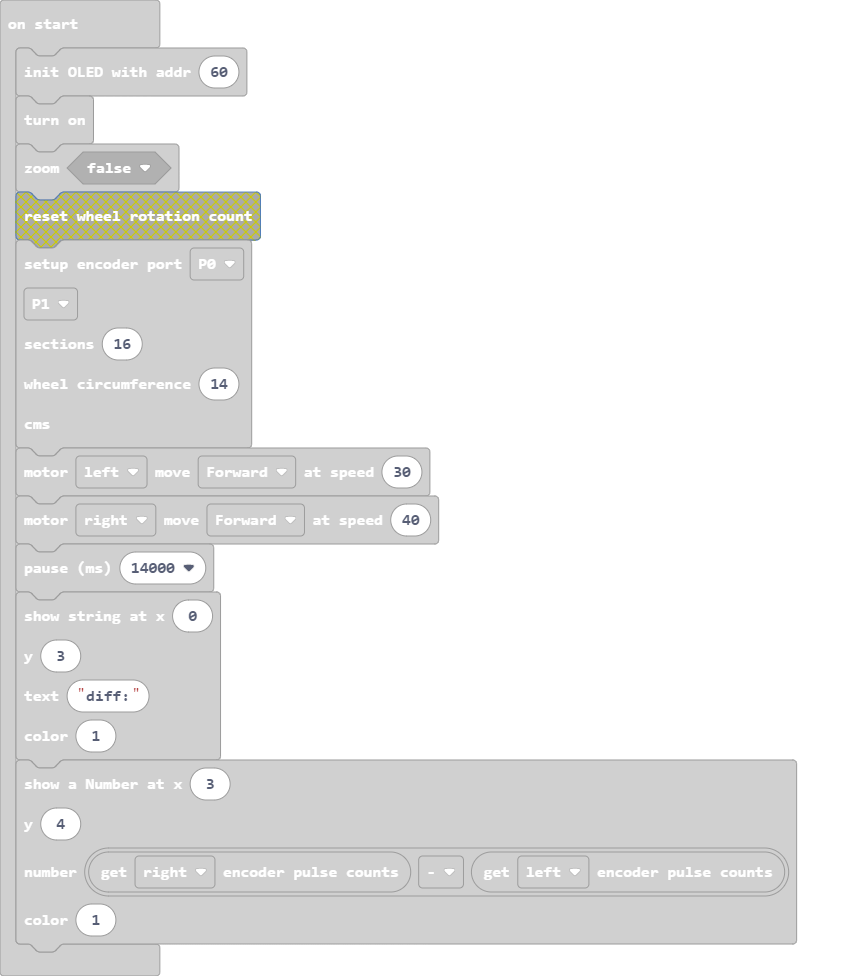 on start
init OLED with addr 60
turn on
zoom false
reset wheel rotation count
setup encoder port P0
P1
sections 16
wheel circumference 14
cms
motor left move Forward at speed 30
motor right move Forward at speed 40
pause (ms) 14000
show string at x 0
y 3
text "diff:"
color 1
show a Number at x 3
y 4
number get right encoder pulse counts - get left encoder pulse counts
color 1